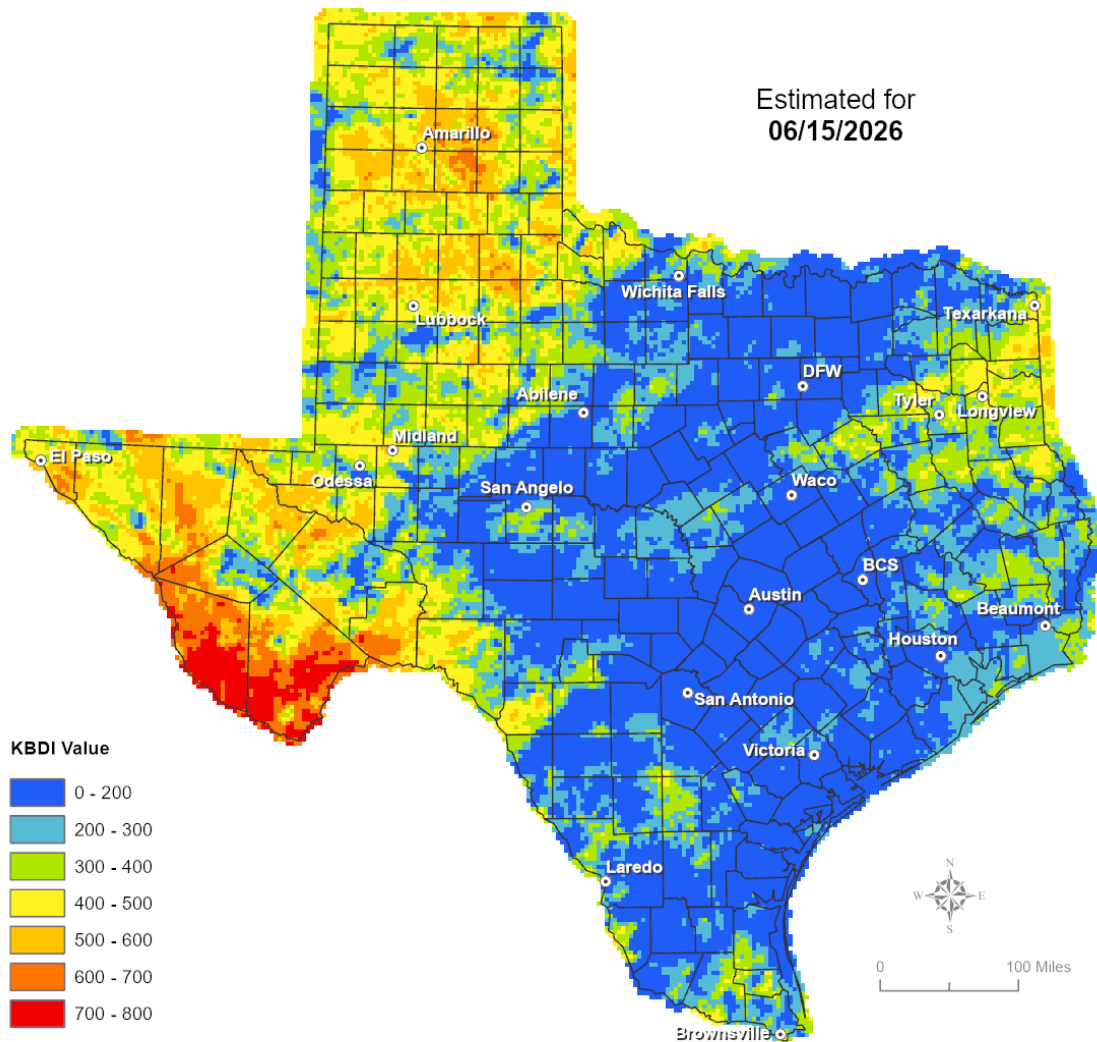 Estimated for
06/15/2026
Amarillo
Wichita Falls
Lubbock
Texarkana
DFW
Abilene
Tyler
Longview
Midland
El Paso
Odessa
San Angelo
Waco
BCS
Austin
Beaumont
Houston
San Antonio
Victoria
KBDI Value
0 - 200
200 - 300
300 - 400
400 - 500
500 - 600
600 - 700
700 - 800
Laredo
N
W E
S
0 100 Miles
Brownsville